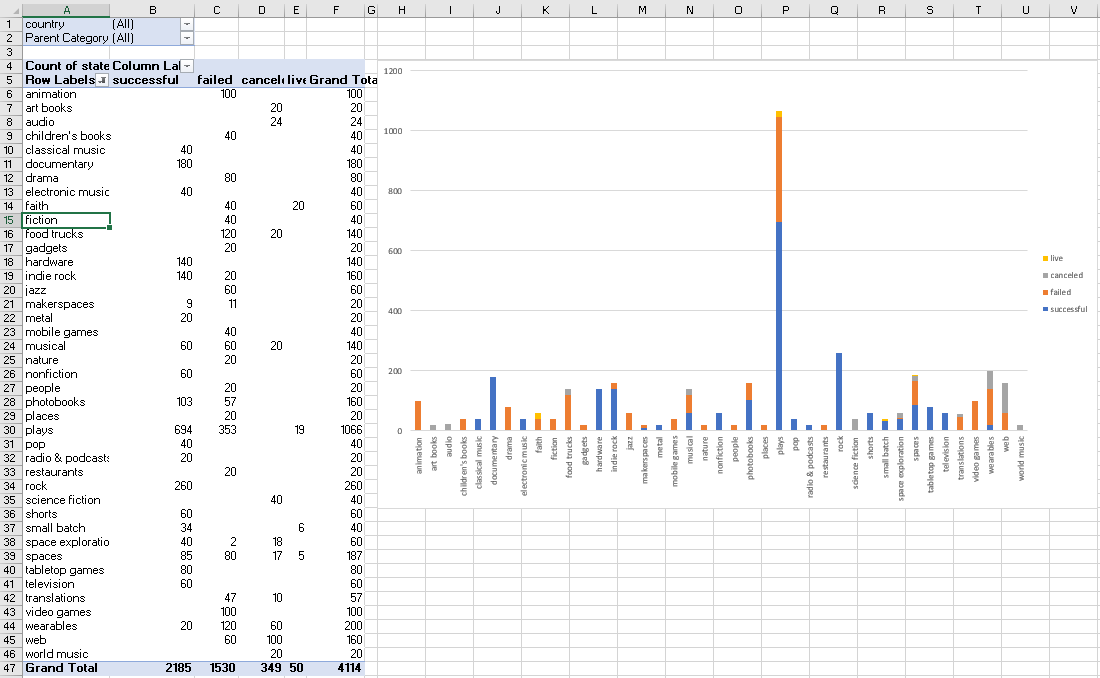 A B C D E F G H I J K L M N O P Q R S T U V
1 country (All)
2 Parent Category (All)
3
4 Count of state Column Lal
5 Row Labels successful failed cancele live Grand Tota
6 animation 100 100
7 art books 20 20
8 audio 24 24
9 children's books 40 40
10 classical music 40 40
11 documentary 180 180
12 drama 80 80
13 electronic music 40 40
14 faith 40 20 60
15 fiction 40 40
16 food trucks 120 20 140
17 gadgets 20 20
18 hardware 140 140
19 indie rock 140 20 160
20 jazz 60 60
21 makerspaces 9 11 20
22 metal 20 20
23 mobile games 40 40
24 musical 60 60 20 140
25 nature 20 20
26 nonfiction 60 60
27 people 20 20
28 photobooks 103 57 160
29 places 20 20
30 plays 694 353 19 1066
31 pop 40 40
32 radio & podcasts 20 20
33 restaurants 20 20
34 rock 260 260
35 science fiction 40 40
36 shorts 60 60
37 small batch 34 6 40
38 space exploratio 40 2 18 60
39 spaces 85 80 17 5 187
40 tabletop games 80 80
41 television 60 60
42 translations 47 10 57
43 video games 100 100
44 wearables 20 120 60 200
45 web 60 100 160
46 world music 20 20
47 Grand Total 2185 1530 349 50 4114
1200
1000
800
600
400
200
0
animation
art books
audio
children's books
classical music
documentary
drama
electronic music
faith
fiction
food trucks
gadgets
hardware
indie rock
jazz
makerspaces
metal
mobile games
musical
nature
nonfiction
people
photobooks
places
plays
pop
radio & podcasts
restaurants
rock
science fiction
shorts
small batch
space exploration
spaces
tabletop games
television
translations
video games
wearables
web
world music
live
canceled
failed
successful